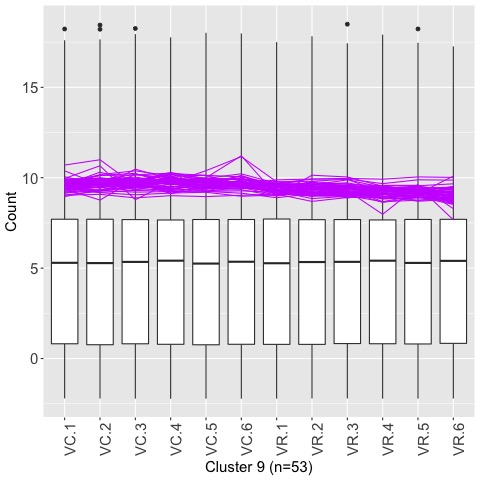 Count
15
10
5
0
VC.1
VC.2
VC.3
VC.4
VC.5
VC.6
VR.1
VR.2
VR.3
VR.4
VR.5
VR.6
Cluster 9 (n=53)